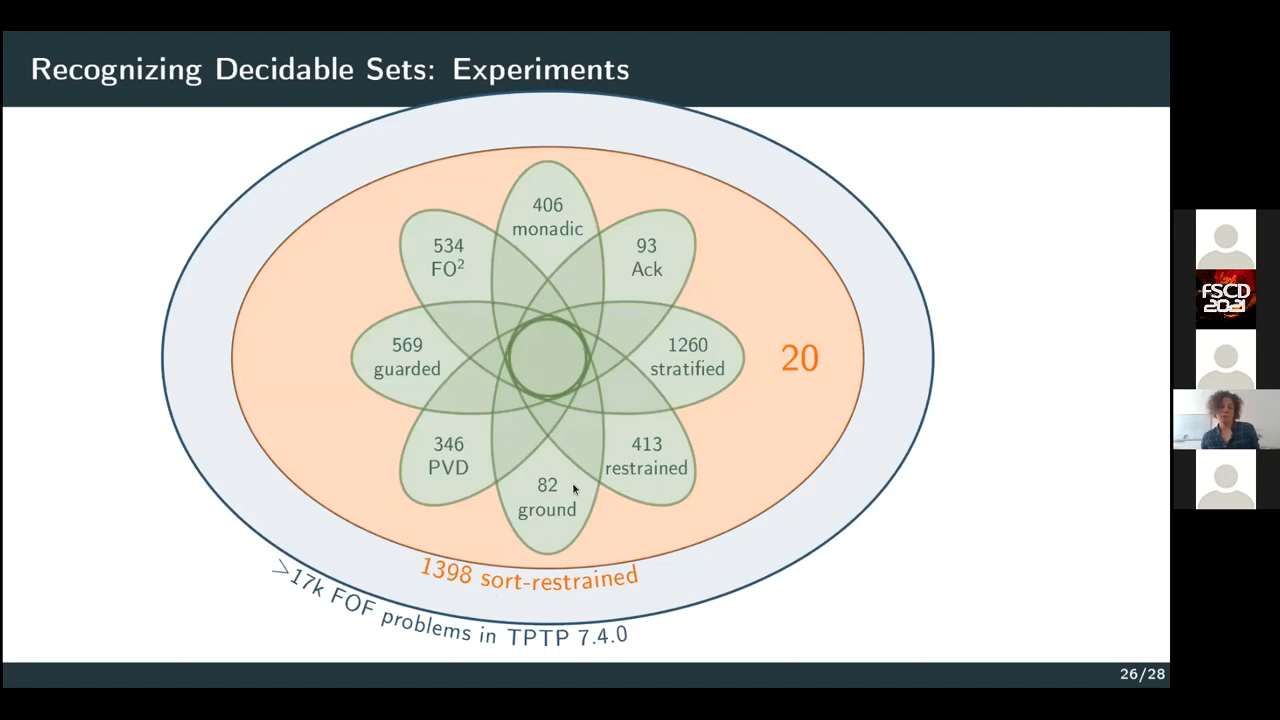 Recognizing Decidable Sets: Experiments
406
monadic
534
FO²
93
Ack
569
guarded
1260
stratified
20
346
PVD
413
restrained
82
ground
1398 sort-restrained
>17k FOF problems in TPTP 7.4.0
26/28
FSCD
2021